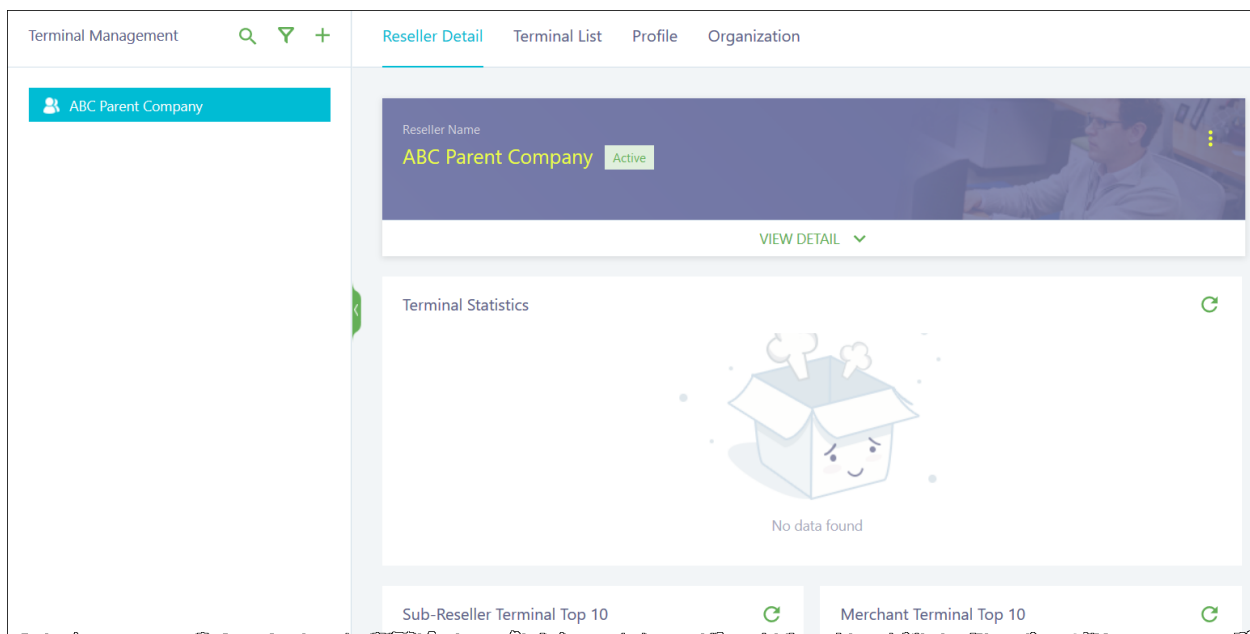 Terminal Management
Reseller Detail Terminal List Profile Organization
ABC Parent Company
Reseller Name
ABC Parent Company Active
VIEW DETAIL
Terminal Statistics
No data found
Sub-Reseller Terminal Top 10
Merchant Terminal Top 10